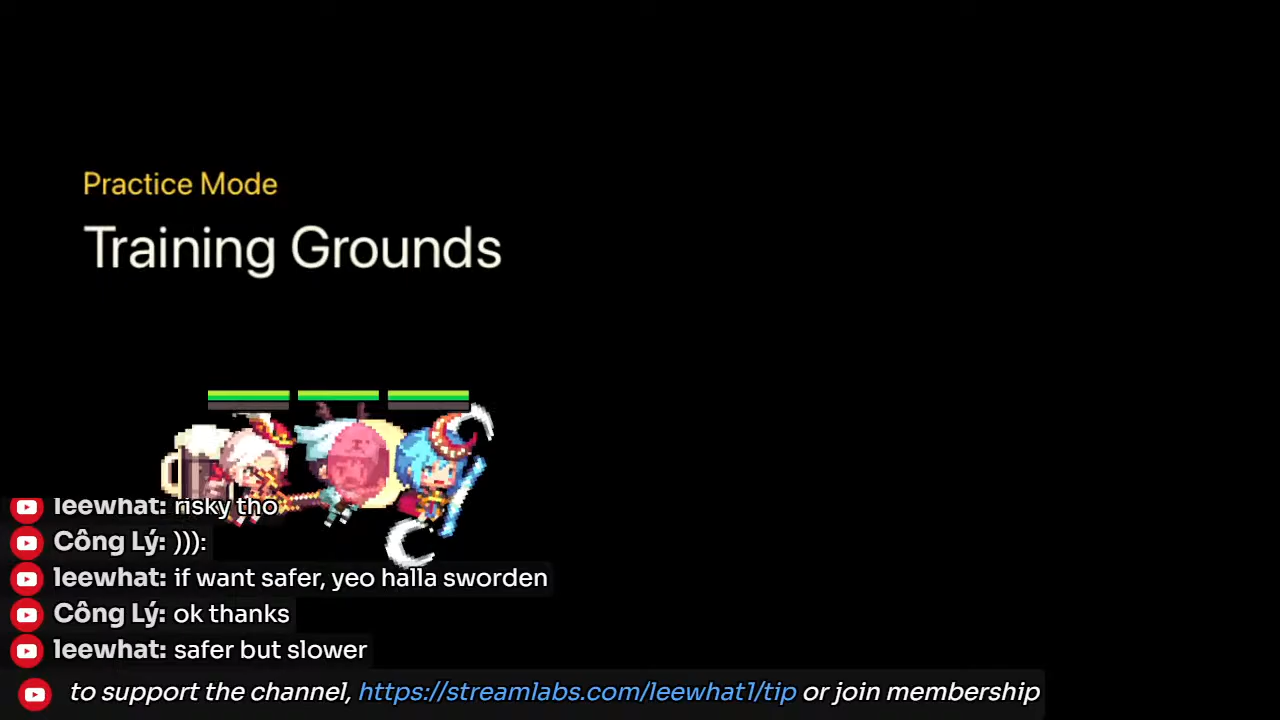 Practice Mode
Training Grounds
leewhat: risky tho
Công Lý: ))):
leewhat: if want safer, yeo halla sworden
Công Lý: ok thanks
leewhat: safer but slower
to support the channel, https://streamlabs.com/leewhat1/tip or join membership